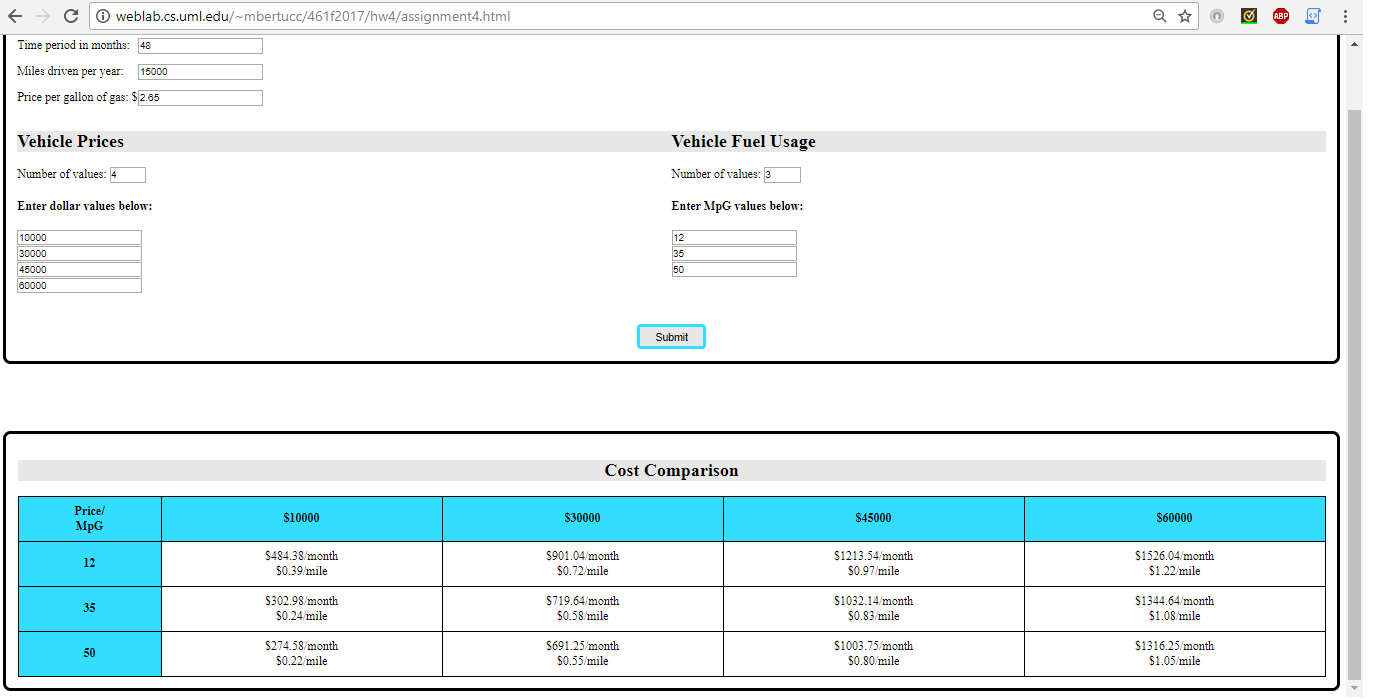 weblab.cs.uml.edu/~mbertucc/461f2017/hw4/assignment4.html
ABP
Time period in months: 48
Miles driven per year: 15000
Price per gallon of gas: $ 2.65
Vehicle Prices
Number of values: 4
Enter dollar values below:
10000
30000
45000
60000
Vehicle Fuel Usage
Number of values: 3
Enter MpG values below:
12
35
50
Submit
Cost Comparison
Price/
MpG
$10000
$30000
$45000
$60000
12
$484.38/month
$0.39/mile
$901.04/month
$0.72/mile
$1213.54/month
$0.97/mile
$1526.04/month
$1.22/mile
35
$302.98/month
$0.24/mile
$719.64/month
$0.58/mile
$1032.14/month
$0.83/mile
$1344.64/month
$1.08/mile
50
$274.58/month
$0.22/mile
$691.25/month
$0.55/mile
$1003.75/month
$0.80/mile
$1316.25/month
$1.05/mile